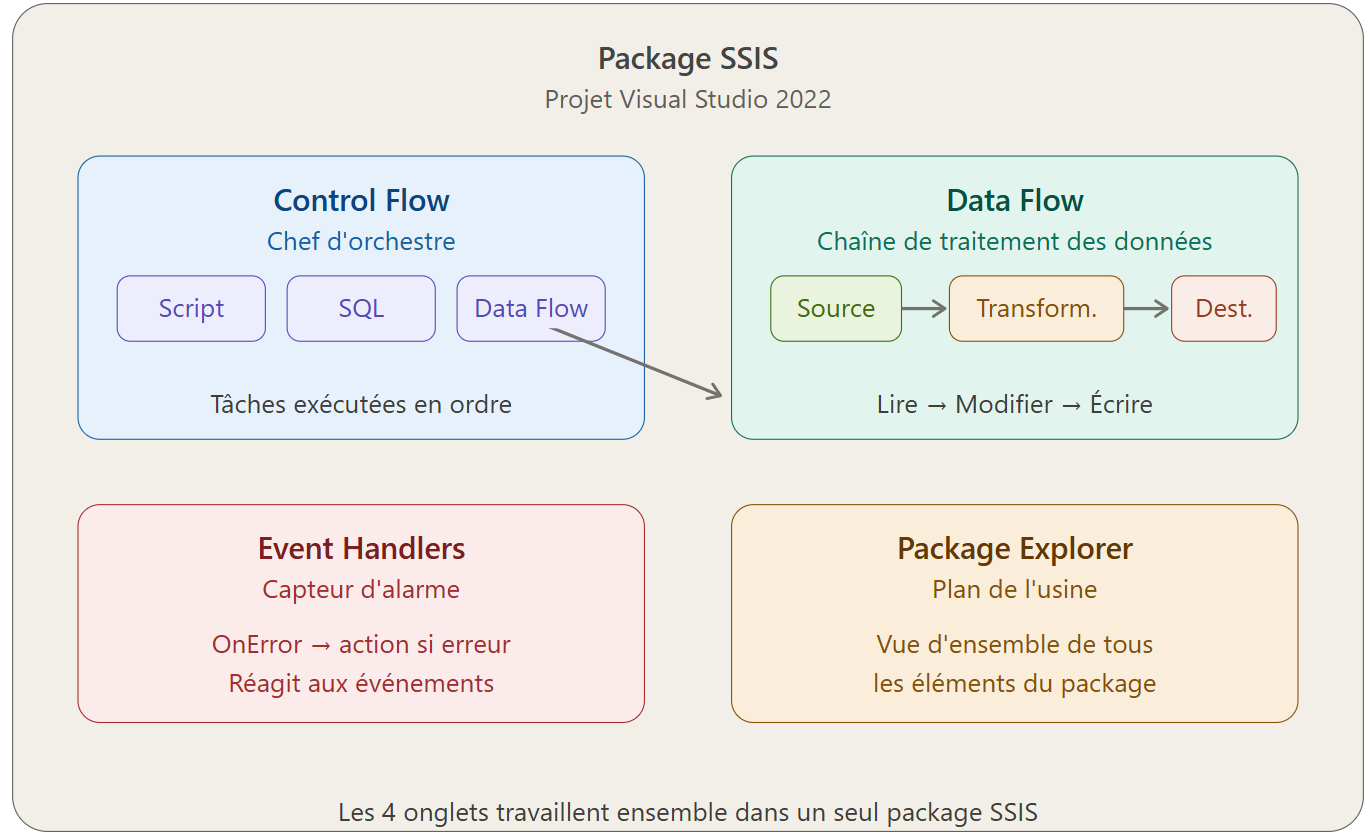 Package SSIS
Projet Visual Studio 2022
Control Flow
Chef d'orchestre
Script
SQL
Data Flow
Tâches exécutées en ordre
Data Flow
Chaîne de traitement des données
Source
Transform.
Dest.
Lire → Modifier → Écrire
Event Handlers
Capteur d'alarme
OnError → action si erreur
Réagit aux événements
Package Explorer
Plan de l'usine
Vue d'ensemble de tous
les éléments du package
Les 4 onglets travaillent ensemble dans un seul package SSIS